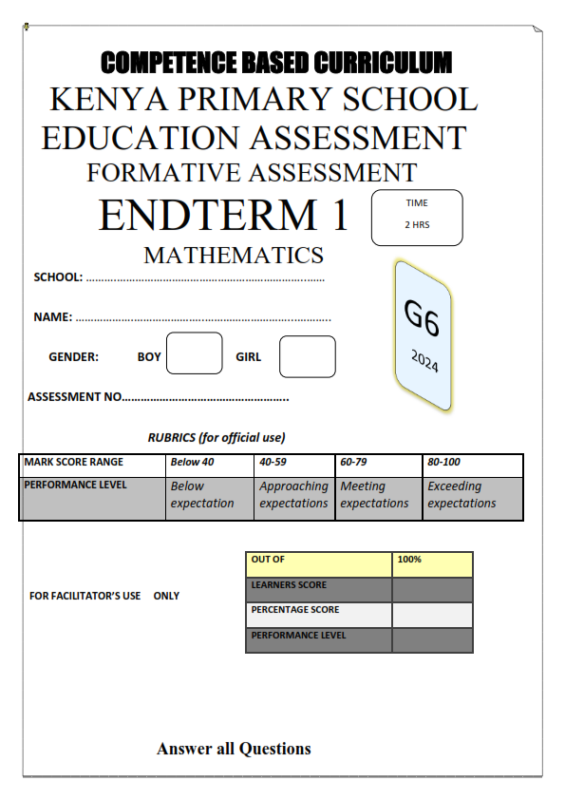 COMPETENCE BASED CURRICULUM
KENYA PRIMARY SCHOOL
EDUCATION ASSESSMENT
FORMATIVE ASSESSMENT
ENDTERM 1
TIME
2 HRS
MATHEMATICS
SCHOOL: ……………………………………………………………………
NAME: …………………………………………………………………………
G6
2024
GENDER: BOY GIRL
ASSESSMENT NO……………………………………………..
RUBRICS (for official use)
MARK SCORE RANGE Below 40 40-59 60-79 80-100
PERFORMANCE LEVEL Below Approaching Meeting Exceeding
expectation expectations expectations expectations
OUT OF 100%
LEARNERS SCORE
FOR FACILITATOR'S USE ONLY
PERCENTAGE SCORE
PERFORMANCE LEVEL
Answer all Questions